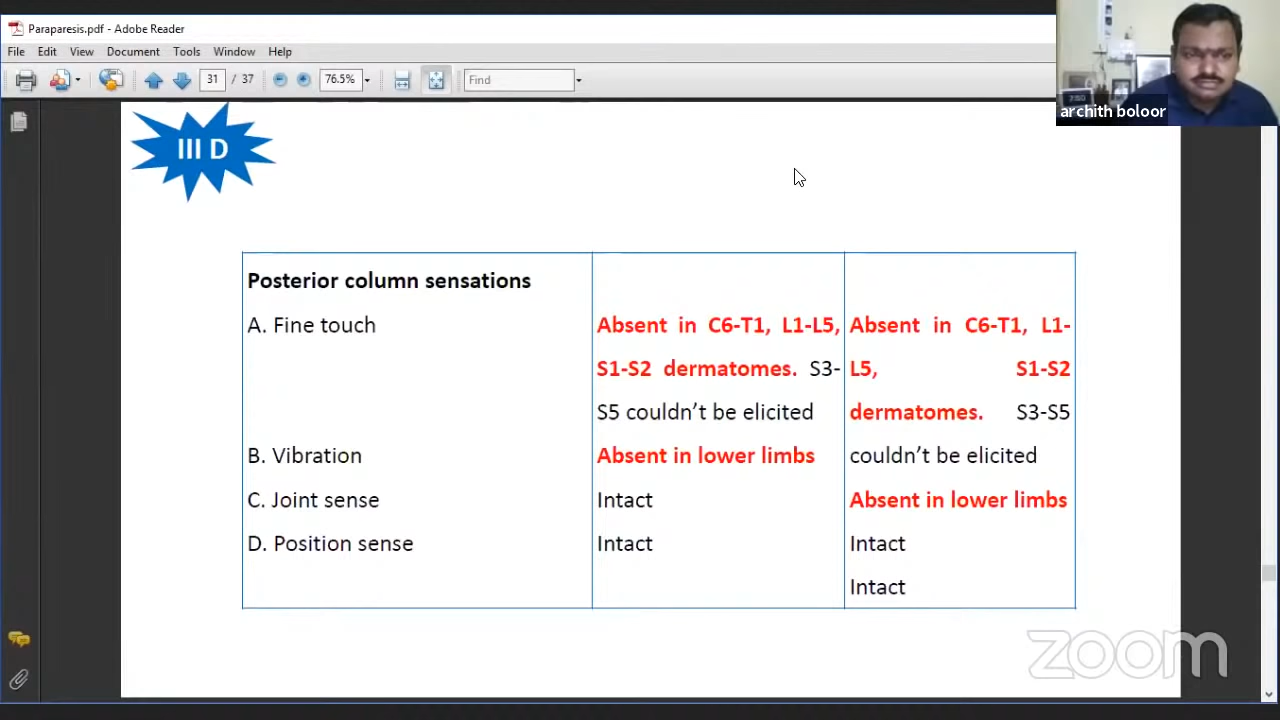 Paraparesis.pdf - Adobe Reader
File Edit View Document Tools Window Help
31 / 37 76.5% Find
archith boloor
III D
Posterior column sensations
A. Fine touch
B. Vibration
C. Joint sense
D. Position sense
Absent in C6-T1, L1-L5,
S1-S2 dermatomes. S3-
S5 couldn’t be elicited
Absent in lower limbs
Intact
Intact
Absent in C6-T1, L1-
L5, S1-S2
dermatomes. S3-S5
couldn’t be elicited
Absent in lower limbs
Intact
Intact
zoom